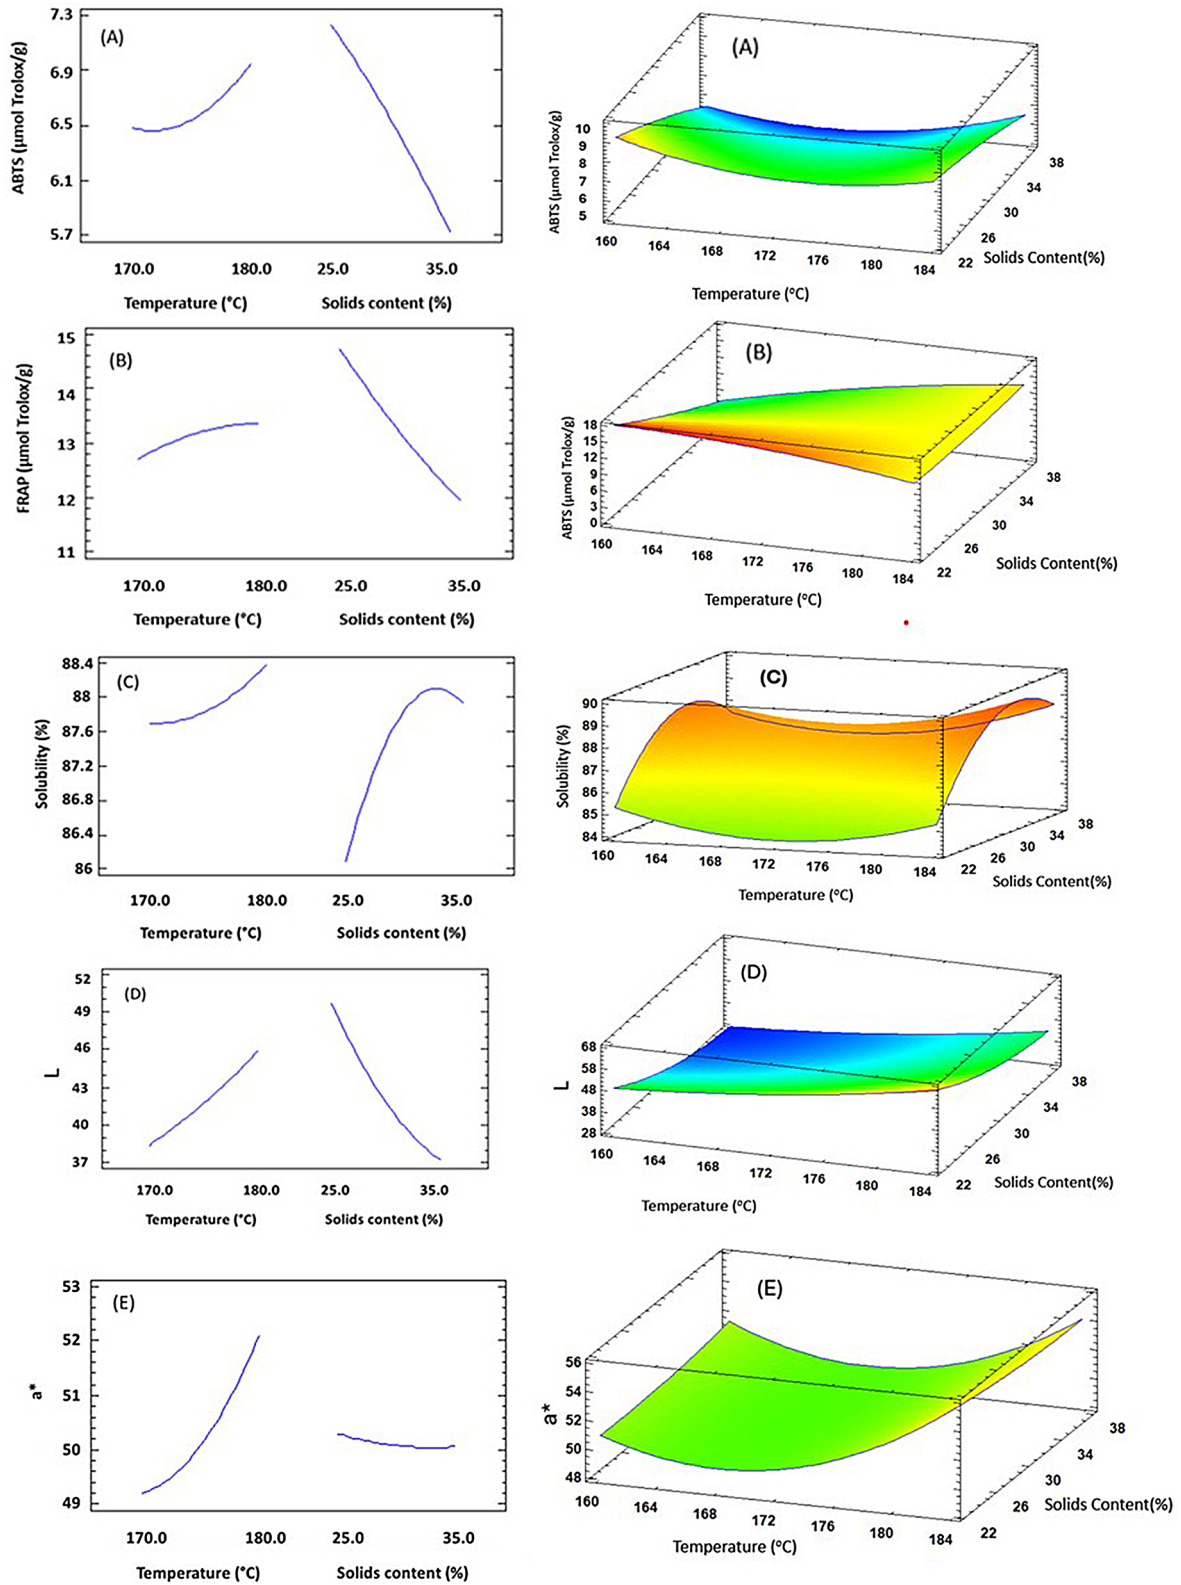 (A)
ABTS (µmol Trolox/g)
7.3
6.9
6.5
6.1
5.7
170.0 180.0 25.0 35.0
Temperature (°C) Solids content (%)
(A)
ABTS (µmol Trolox/g)
10
9
8
7
6
5
160 164 168 172 176 180 184
22 26 30 34 38
Temperature (°C)
Solids Content(%)
(B)
FRAP (µmol Trolox/g)
15
14
13
12
11
170.0 180.0 25.0 35.0
Temperature (°C) Solids content (%)
(B)
ABTS (µmol Trolox/g)
18
15
12
9
6
3
0
160 164 168 172 176 180 184
22 26 30 34 38
Temperature (°C)
Solids Content(%)
(C)
Solubility (%)
88.4
88
87.6
87.2
86.8
86.4
86
170.0 180.0 25.0 35.0
Temperature (°C) Solids content (%)
(C)
Solubility (%)
90
89
89
88
87
86
85
84
160 164 168 172 176 180 184
22 26 30 34 38
Temperature (°C)
Solids Content(%)
(D)
L
52
49
46
43
40
37
170.0 180.0 25.0 35.0
Temperature (°C) Solids content (%)
(D)
L
68
58
48
38
28
160 164 168 172 176 180 184
22 26 30 34 38
Temperature (°C)
Solids Content(%)
(E)
a*
53
52
51
50
49
170.0 180.0 25.0 35.0
Temperature (°C) Solids content (%)
(E)
a*
56
54
52
50
48
160 164 168 172 176 180 184
22 26 30 34 38
Temperature (°C)
Solids Content(%)